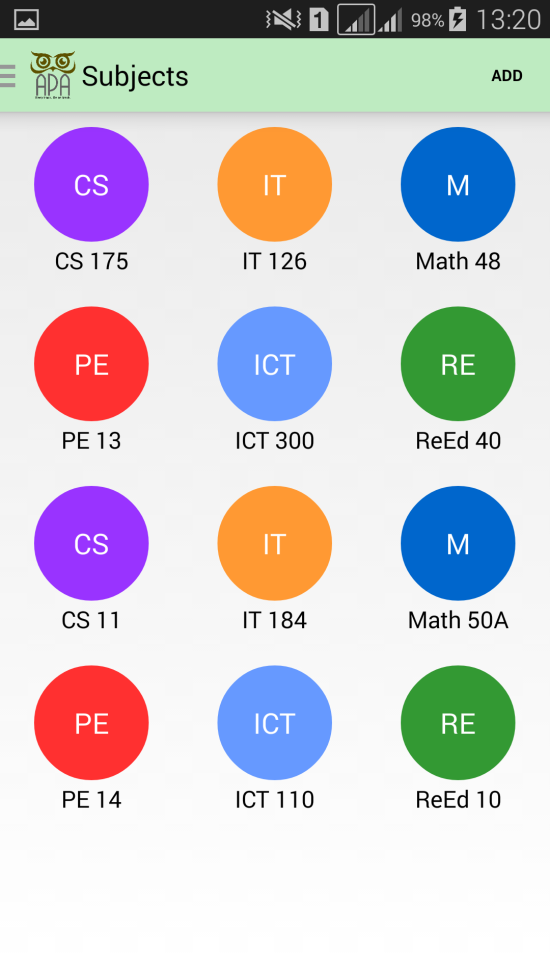 1 98% 13:20
APA Subjects ADD
CS IT M
CS 175 IT 126 Math 48
PE ICT RE
PE 13 ICT 300 ReEd 40
CS IT M
CS 11 IT 184 Math 50A
PE ICT RE
PE 14 ICT 110 ReEd 10